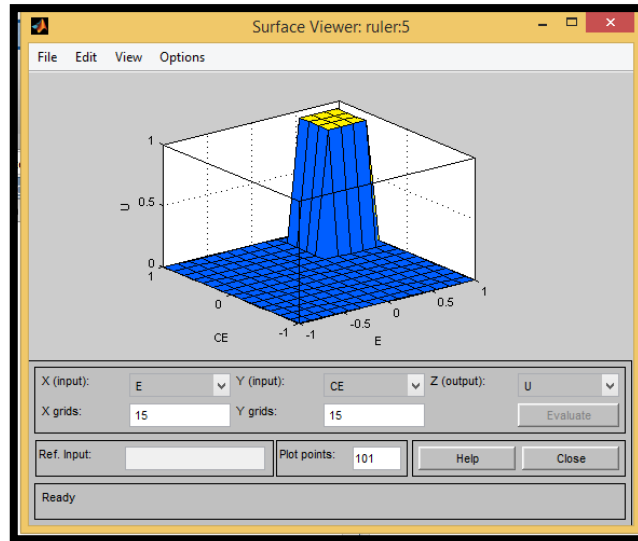 Surface Viewer: ruler:5
File Edit View Options
1
0.5
0
U
1
0
-1
CE
-1
-0.5
0
0.5
1
E
X (input): E Y (input): CE Z (output): U
X grids: 15 Y grids: 15 Evaluate
Ref. Input: Plot points: 101 Help Close
Ready